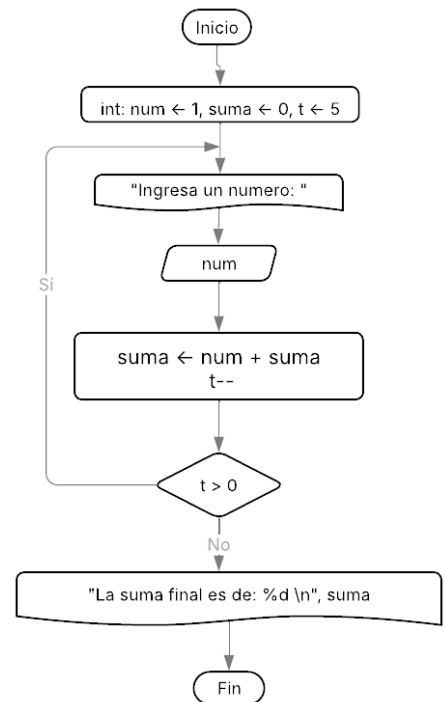 Inicio
int: num ← 1, suma ← 0, t ← 5
"Ingresa un numero: "
num
Sí
suma ← num + suma
t--
t > 0
No
"La suma final es de: %d \n", suma
Fin